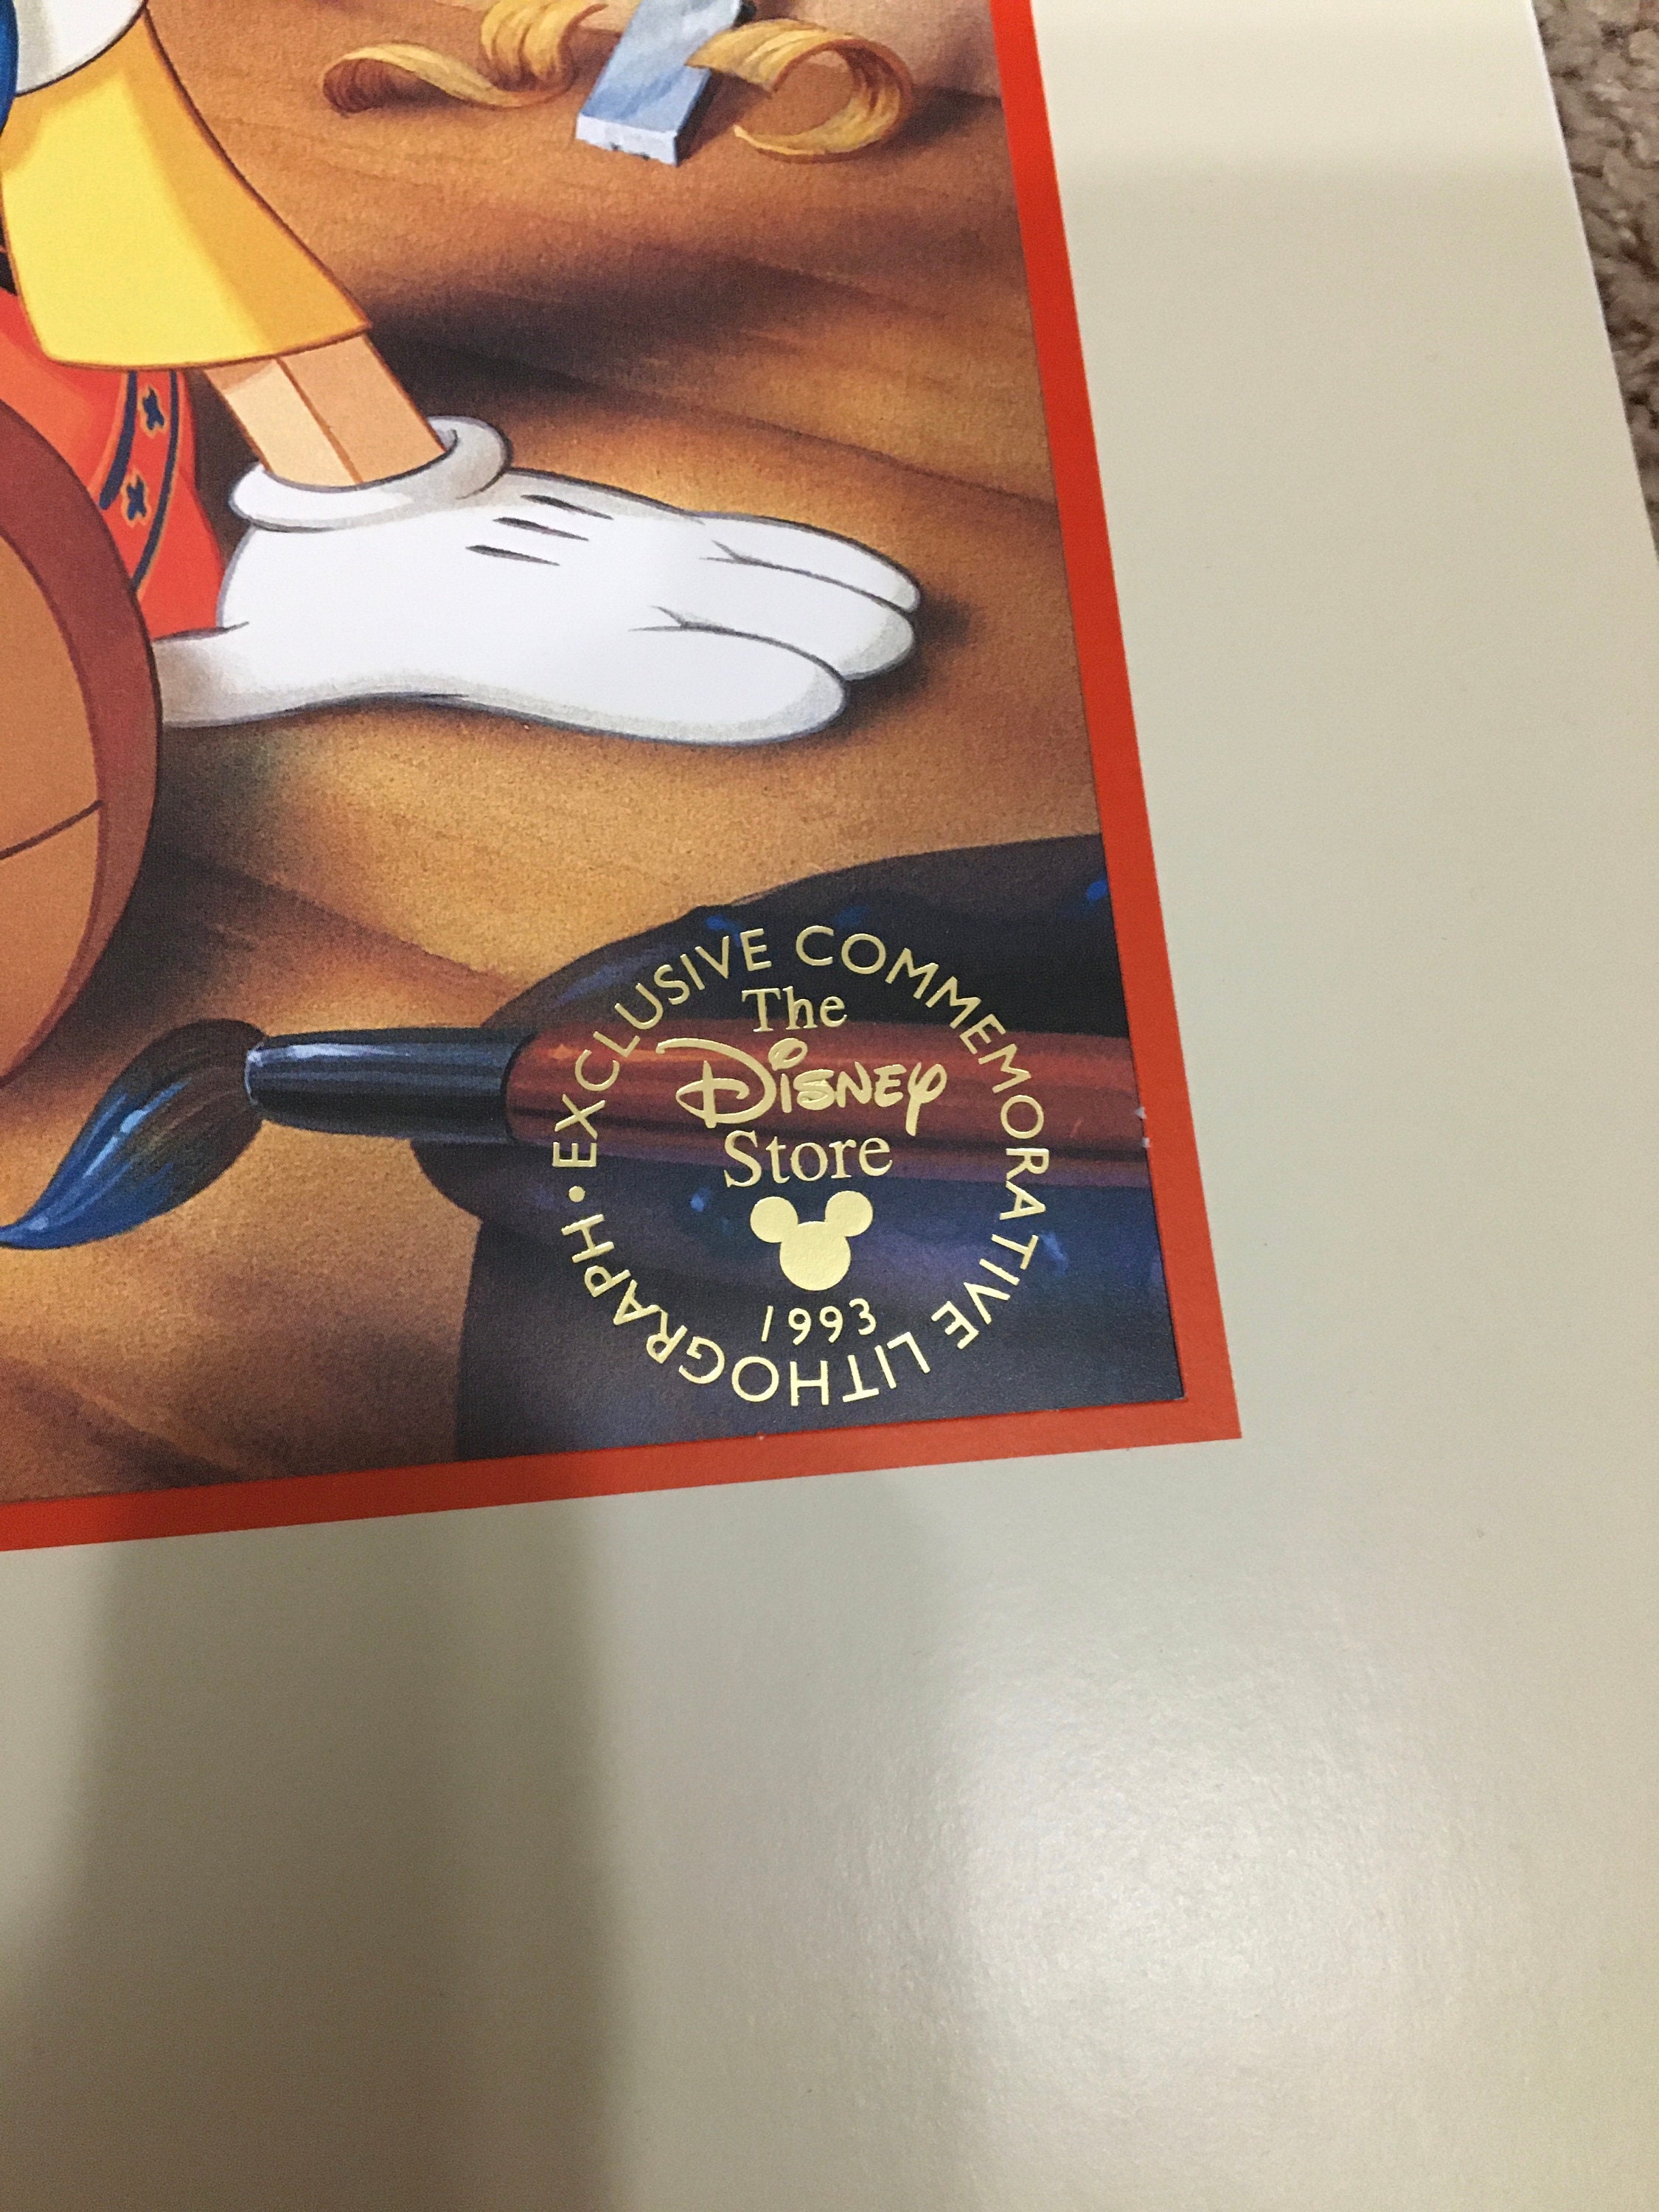 EXCLUSIVE COMMEMORATIVE LITHOGRAPH •
The
Disney
Store
1993